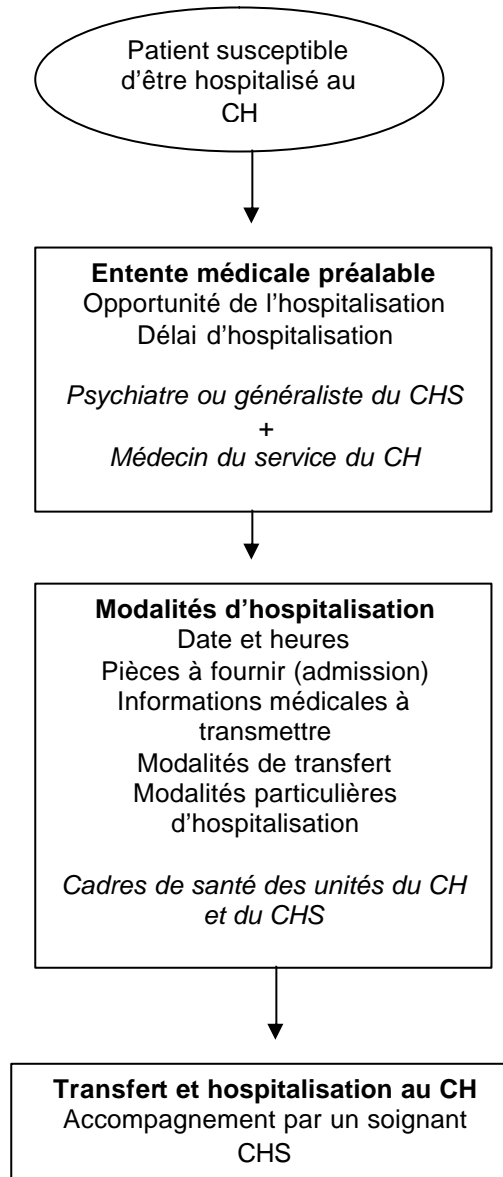 Patient susceptible
d'être hospitalisé au
CH
Entente médicale préalable
Opportunité de l'hospitalisation
Délai d'hospitalisation
Psychiatre ou généraliste du CHS
+
Médecin du service du CH
Modalités d'hospitalisation
Date et heures
Pièces à fournir (admission)
Informations médicales à
transmettre
Modalités de transfert
Modalités particulières
d'hospitalisation
Cadres de santé des unités du CH
et du CHS
Transfert et hospitalisation au CH
Accompagnement par un soignant
CHS